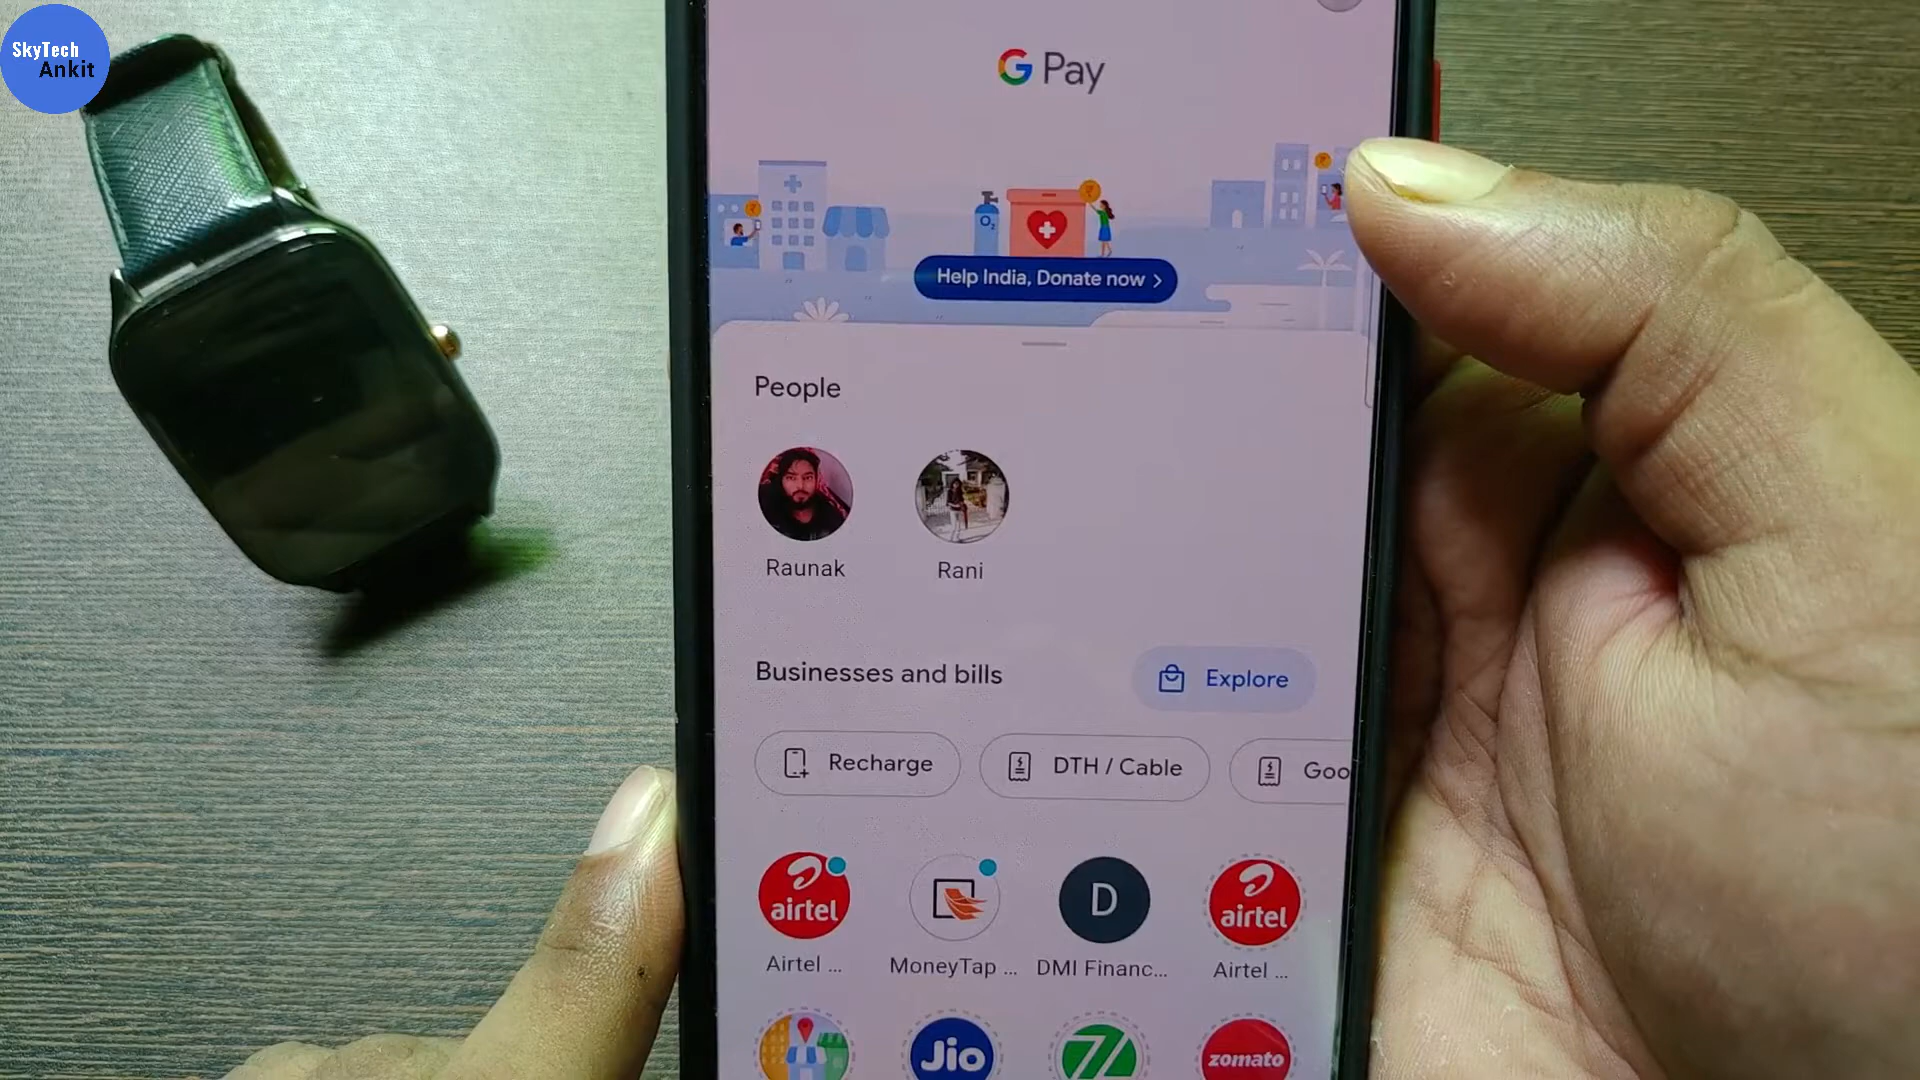 SkyTech
Ankit
G Pay
O₂
Help India, Donate now >
People
Raunak
Rani
Businesses and bills
Explore
Recharge
DTH / Cable
Goo
airtel
D
airtel
Airtel ...
MoneyTap ...
DMI Financ...
Airtel ...
Jio
zomato